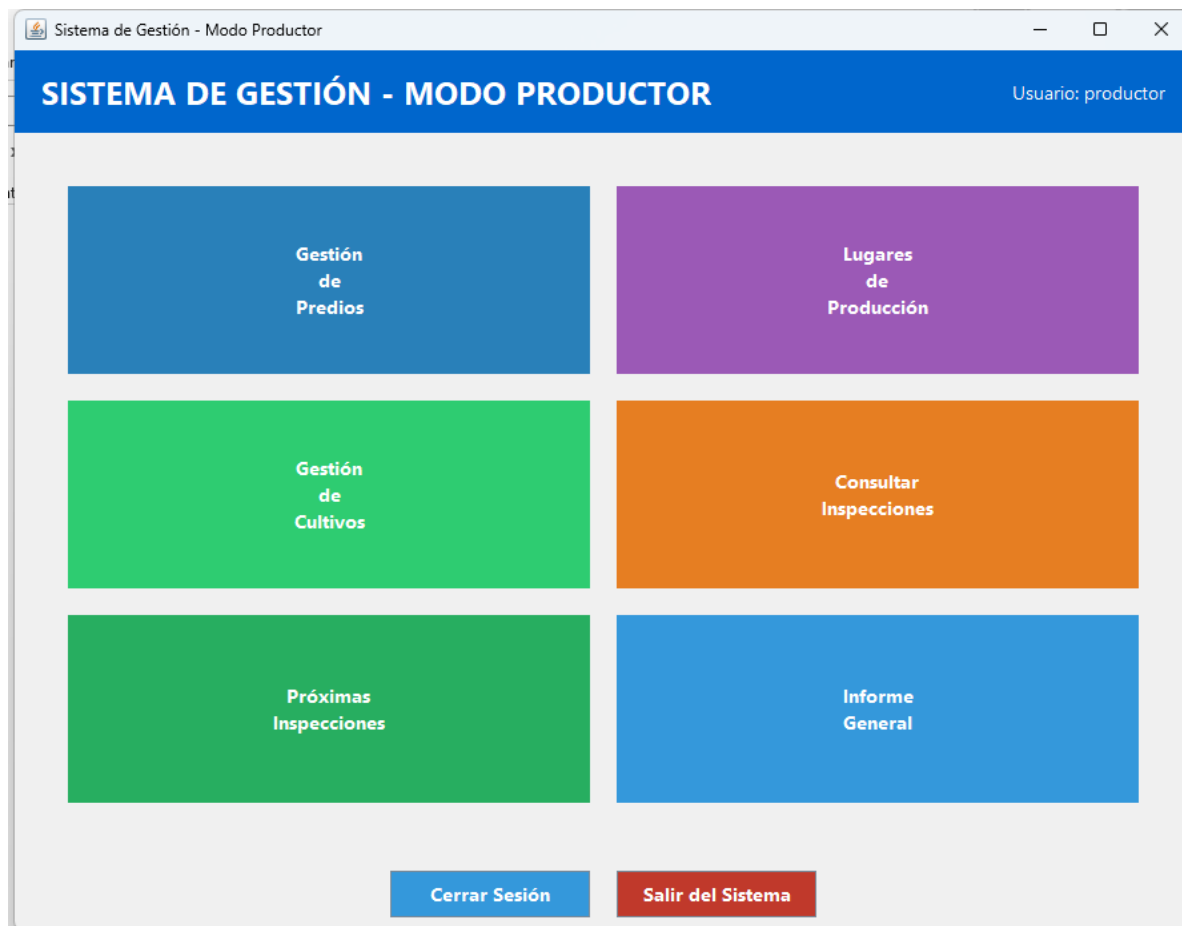 Sistema de Gestión - Modo Productor
SISTEMA DE GESTIÓN - MODO PRODUCTOR
Usuario: productor
Gestión
de
Predios
Lugares
de
Producción
Gestión
de
Cultivos
Consultar
Inspecciones
Próximas
Inspecciones
Informe
General
Cerrar Sesión
Salir del Sistema